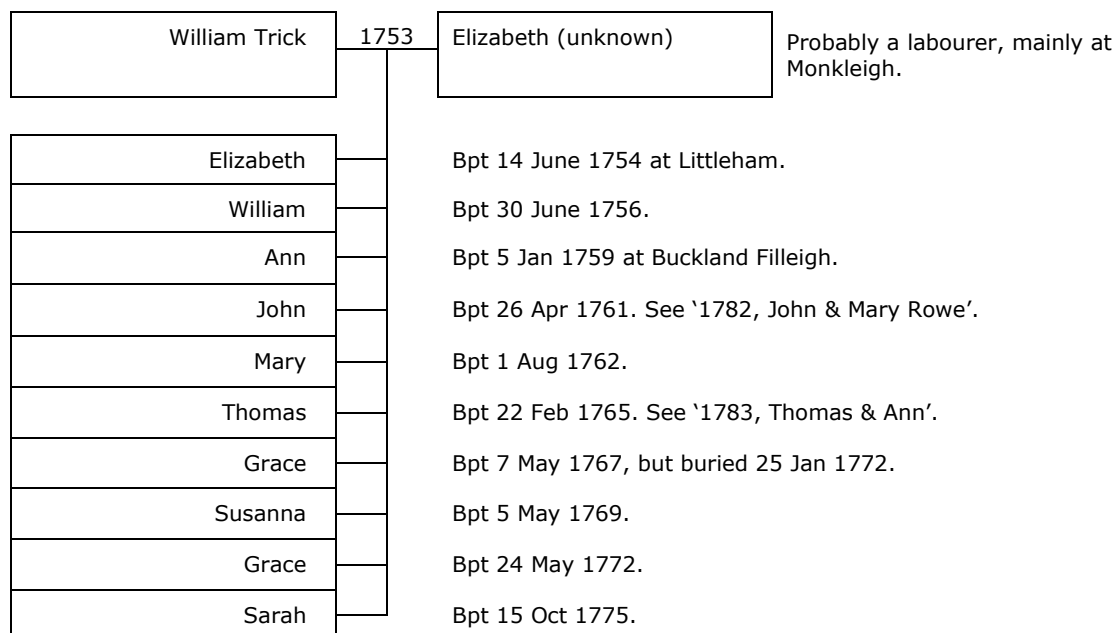 William Trick 1753 Elizabeth (unknown) Probably a labourer, mainly at
Monkleigh.
Elizabeth Bpt 14 June 1754 at Littleham.
William Bpt 30 June 1756.
Ann Bpt 5 Jan 1759 at Buckland Filleigh.
John Bpt 26 Apr 1761. See ‘1782, John & Mary Rowe’.
Mary Bpt 1 Aug 1762.
Thomas Bpt 22 Feb 1765. See ‘1783, Thomas & Ann’.
Grace Bpt 7 May 1767, but buried 25 Jan 1772.
Susanna Bpt 5 May 1769.
Grace Bpt 24 May 1772.
Sarah Bpt 15 Oct 1775.